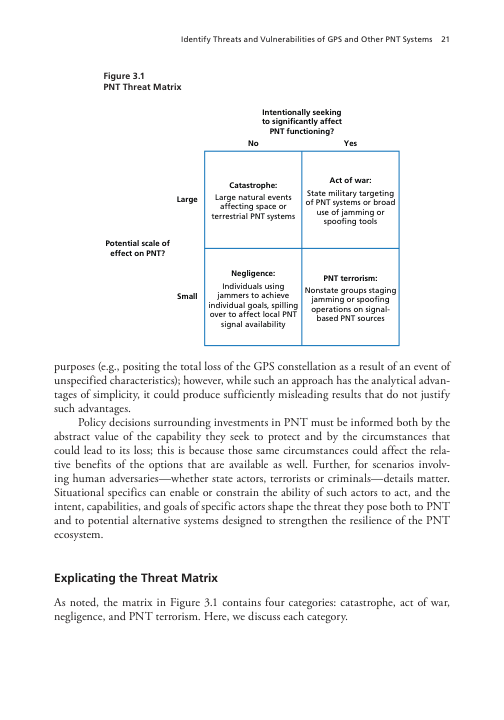 Identify Threats and Vulnerabilities of GPS and Other PNT Systems 21
Figure 3.1
PNT Threat Matrix
Intentionally seeking
to significantly affect
PNT functioning?
No Yes
Large
Catastrophe:
Large natural events
affecting space or
terrestrial PNT systems
Act of war:
State military targeting
of PNT systems or broad
use of jamming or
spoofing tools
Potential scale of
effect on PNT?
Small
Negligence:
Individuals using
jammers to achieve
individual goals, spilling
over to affect local PNT
signal availability
PNT terrorism:
Nonstate groups staging
jamming or spoofing
operations on signal-
based PNT sources
purposes (e.g., positing the total loss of the GPS constellation as a result of an event of
unspecified characteristics); however, while such an approach has the analytical advan-
tages of simplicity, it could produce sufficiently misleading results that do not justify
such advantages.
Policy decisions surrounding investments in PNT must be informed both by the
abstract value of the capability they seek to protect and by the circumstances that
could lead to its loss; this is because those same circumstances could affect the rela-
tive benefits of the options that are available as well. Further, for scenarios involv-
ing human adversaries—whether state actors, terrorists or criminals—details matter.
Situational specifics can enable or constrain the ability of such actors to act, and the
intent, capabilities, and goals of specific actors shape the threat they pose both to PNT
and to potential alternative systems designed to strengthen the resilience of the PNT
ecosystem.
Explicating the Threat Matrix
As noted, the matrix in Figure 3.1 contains four categories: catastrophe, act of war,
negligence, and PNT terrorism. Here, we discuss each category.